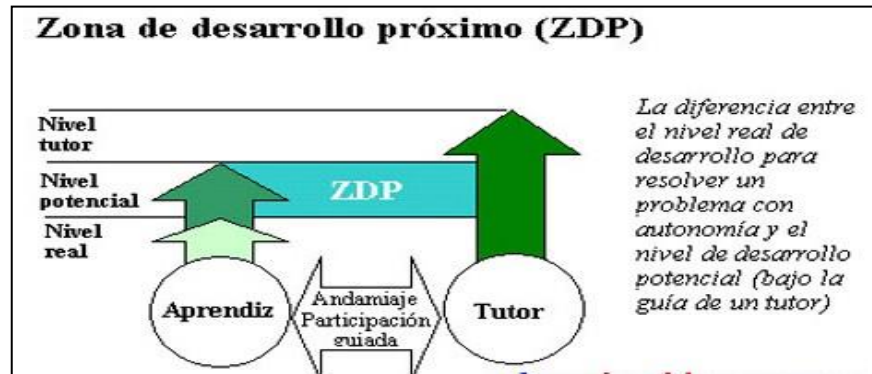 Zona de desarrollo próximo (ZDP)
Nivel
tutor
Nivel
potencial
Nivel
real
ZDP
Aprendiz
Andamiaje
Participación
guiada
Tutor
La diferencia entre
el nivel real de
desarrollo para
resolver un
problema con
autonomía y el
nivel de desarrollo
potencial (bajo la
guía de un tutor)